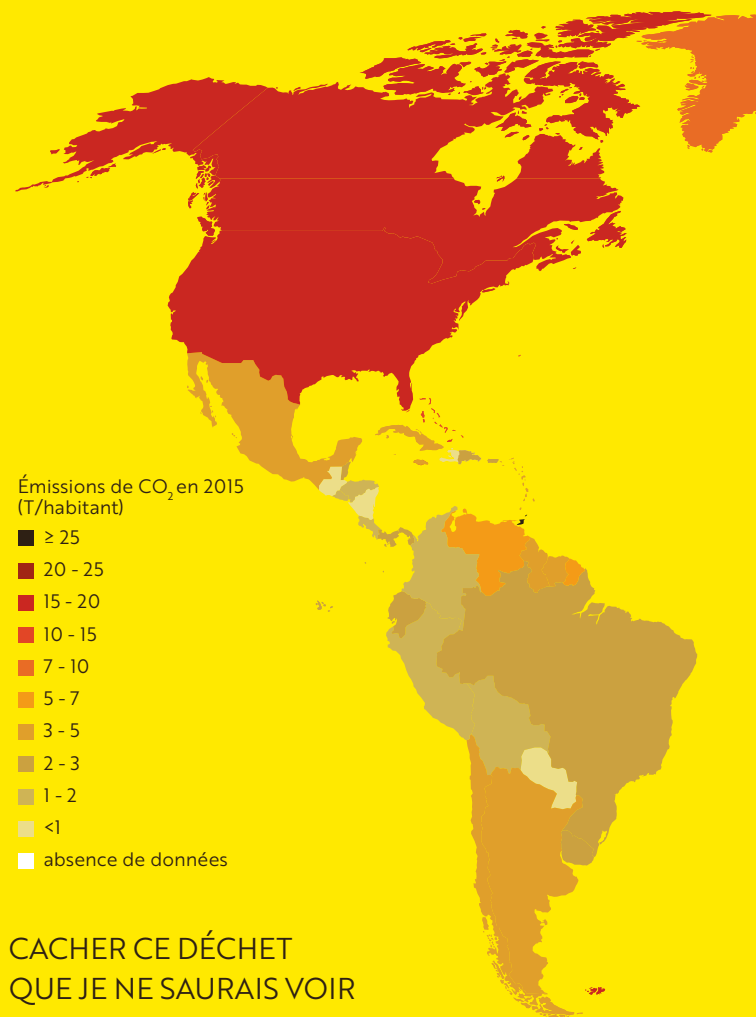 Émissions de CO₂ en 2015
(T/habitant)
≥ 25
20 - 25
15 - 20
10 - 15
7 - 10
5 - 7
3 - 5
2 - 3
1 - 2
<1
absence de données
CACHER CE DÉCHET
QUE JE NE SAURAIS VOIR